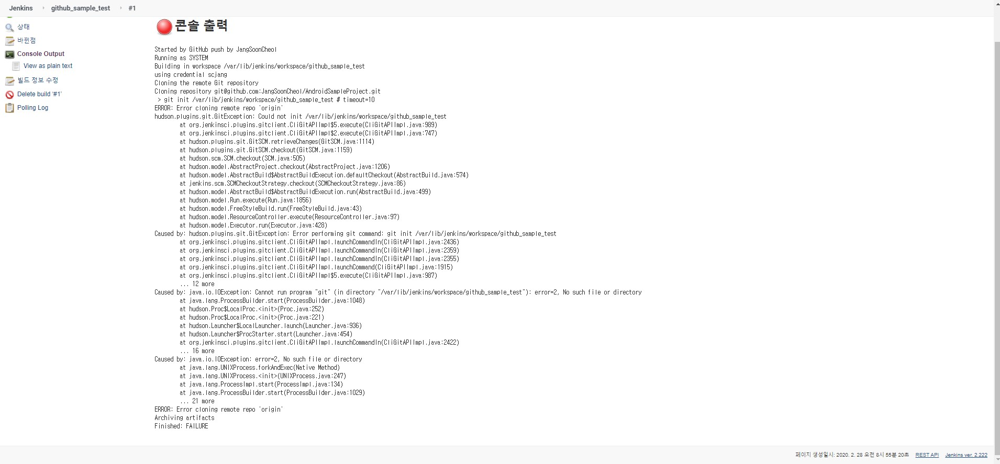 Jenkins › github_sample_test › #1
상태
바뀐점
Console Output
View as plain text
빌드 정보 수정
Delete build ‘#1’
Polling Log
콘솔 출력
Started by GitHub push by JangSoonCheol
Running as SYSTEM
Building in workspace /var/lib/jenkins/workspace/github_sample_test
using credential scjang
Cloning the remote Git repository
Cloning repository git@github.com:JangSoonCheol/AndroidSampleProject.git
 > git init /var/lib/jenkins/workspace/github_sample_test # timeout=10
ERROR: Error cloning remote repo 'origin'
hudson.plugins.git.GitException: Could not init /var/lib/jenkins/workspace/github_sample_test
	at org.jenkinsci.plugins.gitclient.CliGitAPIImpl$5.execute(CliGitAPIImpl.java:989)
	at org.jenkinsci.plugins.gitclient.CliGitAPIImpl$2.execute(CliGitAPIImpl.java:747)
	at hudson.plugins.git.GitSCM.retrieveChanges(GitSCM.java:1114)
	at hudson.plugins.git.GitSCM.checkout(GitSCM.java:1159)
	at hudson.scm.SCM.checkout(SCM.java:505)
	at hudson.model.AbstractProject.checkout(AbstractProject.java:1206)
	at hudson.model.AbstractBuild$AbstractBuildExecution.defaultCheckout(AbstractBuild.java:574)
	at jenkins.scm.SCMCheckoutStrategy.checkout(SCMCheckoutStrategy.java:86)
	at hudson.model.AbstractBuild$AbstractBuildExecution.run(AbstractBuild.java:499)
	at hudson.model.Run.execute(Run.java:1856)
	at hudson.model.FreeStyleBuild.run(FreeStyleBuild.java:43)
	at hudson.model.ResourceController.execute(ResourceController.java:97)
	at hudson.model.Executor.run(Executor.java:428)
Caused by: hudson.plugins.git.GitException: Error performing git command: git init /var/lib/jenkins/workspace/github_sample_test
	at org.jenkinsci.plugins.gitclient.CliGitAPIImpl.launchCommandIn(CliGitAPIImpl.java:2436)
	at org.jenkinsci.plugins.gitclient.CliGitAPIImpl.launchCommandIn(CliGitAPIImpl.java:2359)
	at org.jenkinsci.plugins.gitclient.CliGitAPIImpl.launchCommandIn(CliGitAPIImpl.java:2355)
	at org.jenkinsci.plugins.gitclient.CliGitAPIImpl.launchCommand(CliGitAPIImpl.java:1915)
	at org.jenkinsci.plugins.gitclient.CliGitAPIImpl$5.execute(CliGitAPIImpl.java:987)
	... 12 more
Caused by: java.io.IOException: Cannot run program "git" (in directory "/var/lib/jenkins/workspace/github_sample_test"): error=2, No such file or directory
	at java.lang.ProcessBuilder.start(ProcessBuilder.java:1048)
	at hudson.Proc$LocalProc.<init>(Proc.java:252)
	at hudson.Proc$LocalProc.<init>(Proc.java:221)
	at hudson.Launcher$LocalLauncher.launch(Launcher.java:936)
	at hudson.Launcher$ProcStarter.start(Launcher.java:454)
	at org.jenkinsci.plugins.gitclient.CliGitAPIImpl.launchCommandIn(CliGitAPIImpl.java:2422)
	... 16 more
Caused by: java.io.IOException: error=2, No such file or directory
	at java.lang.UNIXProcess.forkAndExec(Native Method)
	at java.lang.UNIXProcess.<init>(UNIXProcess.java:247)
	at java.lang.ProcessImpl.start(ProcessImpl.java:134)
	at java.lang.ProcessBuilder.start(ProcessBuilder.java:1029)
	... 21 more
ERROR: Error cloning remote repo 'origin'
Archiving artifacts
Finished: FAILURE
페이지 생성일시: 2020. 2. 28 오전 8시 55분 20초 REST API Jenkins ver. 2.222